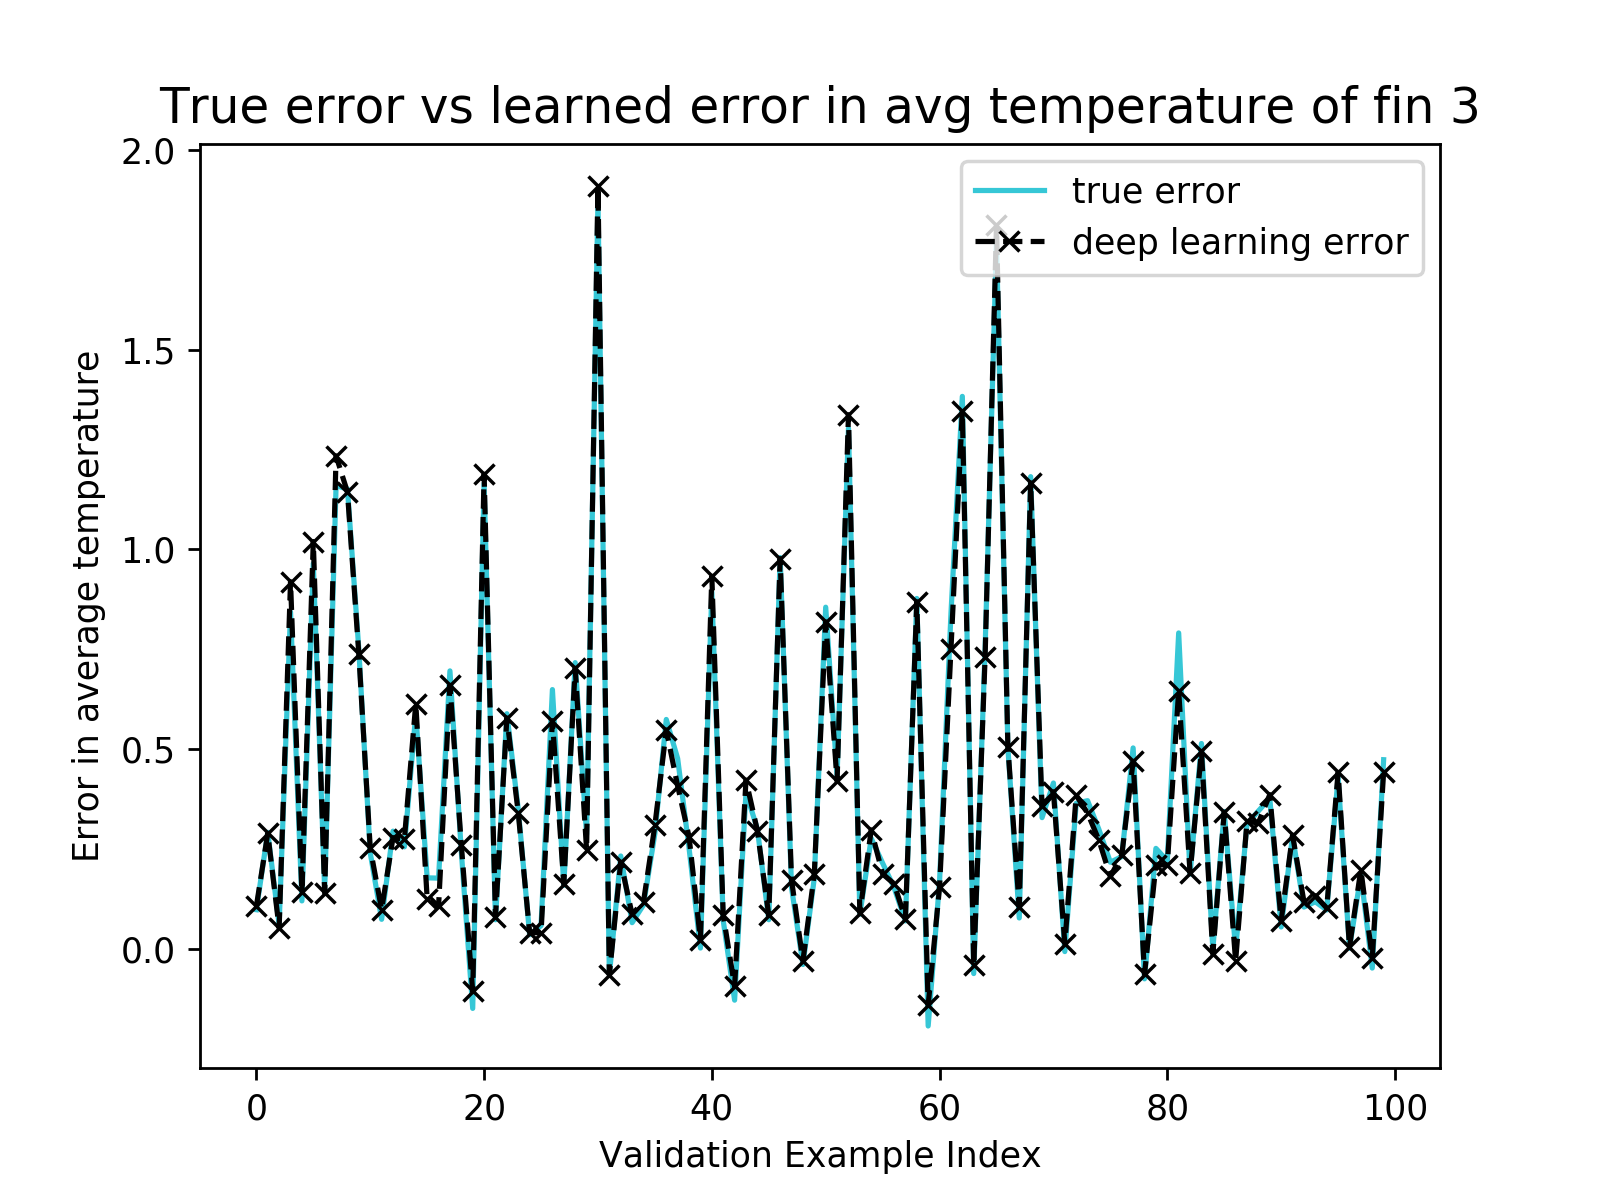 True error vs learned error in avg temperature of fin 3
2.0
1.5
1.0
0.5
0.0
Error in average temperature
true error
deep learning error
0 20 40 60 80 100
Validation Example Index